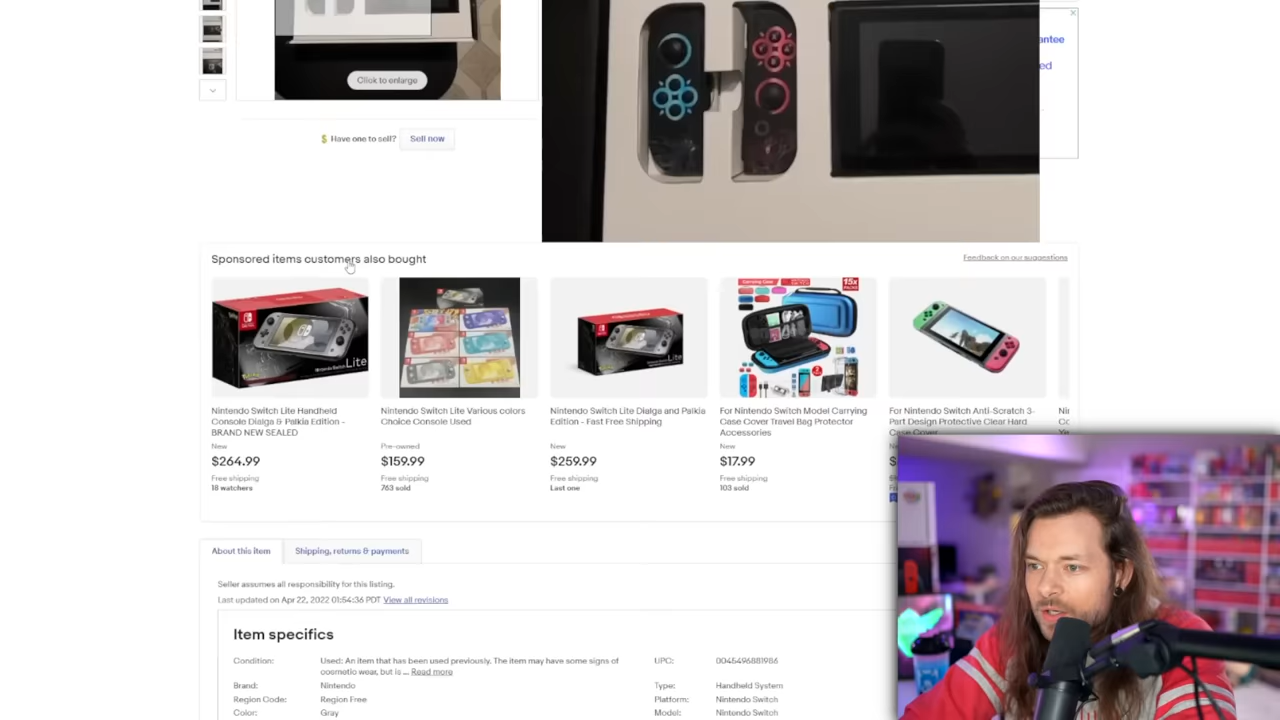 Click to enlarge
Have one to sell?
Sell now
Sponsored items customers also bought
Feedback on our suggestions
Lite
Lite
Carrying Case
15x
Nintendo Switch Lite Handheld
Console Dialga & Palkia Edition -
BRAND NEW SEALED
New
$264.99
Free shipping
18 watchers
Nintendo Switch Lite Various colors
Choice Console Used
Pre-owned
$159.99
Free shipping
763 sold
Nintendo Switch Lite Dialga and Palkia
Edition - Fast Free Shipping
New
$259.99
Free shipping
Last one
For Nintendo Switch Model Carrying
Case Cover Travel Bag Protector
Accessories
New
$17.99
Free shipping
103 sold
For Nintendo Switch Anti-Scratch 3-
Part Design Protective Clear Hard
Case Cover
About this item
Shipping, returns & payments
Seller assumes all responsibility for this listing.
Last updated on Apr 22, 2022 01:54:36 PDT View all revisions
Item specifics
Condition:
Used: An item that has been used previously. The item may have some signs of
cosmetic wear, but is ... Read more
UPC:
0045496881986
Brand:
Nintendo
Type:
Handheld System
Region Code:
Region Free
Platform:
Nintendo Switch
Color:
Gray
Model:
Nintendo Switch